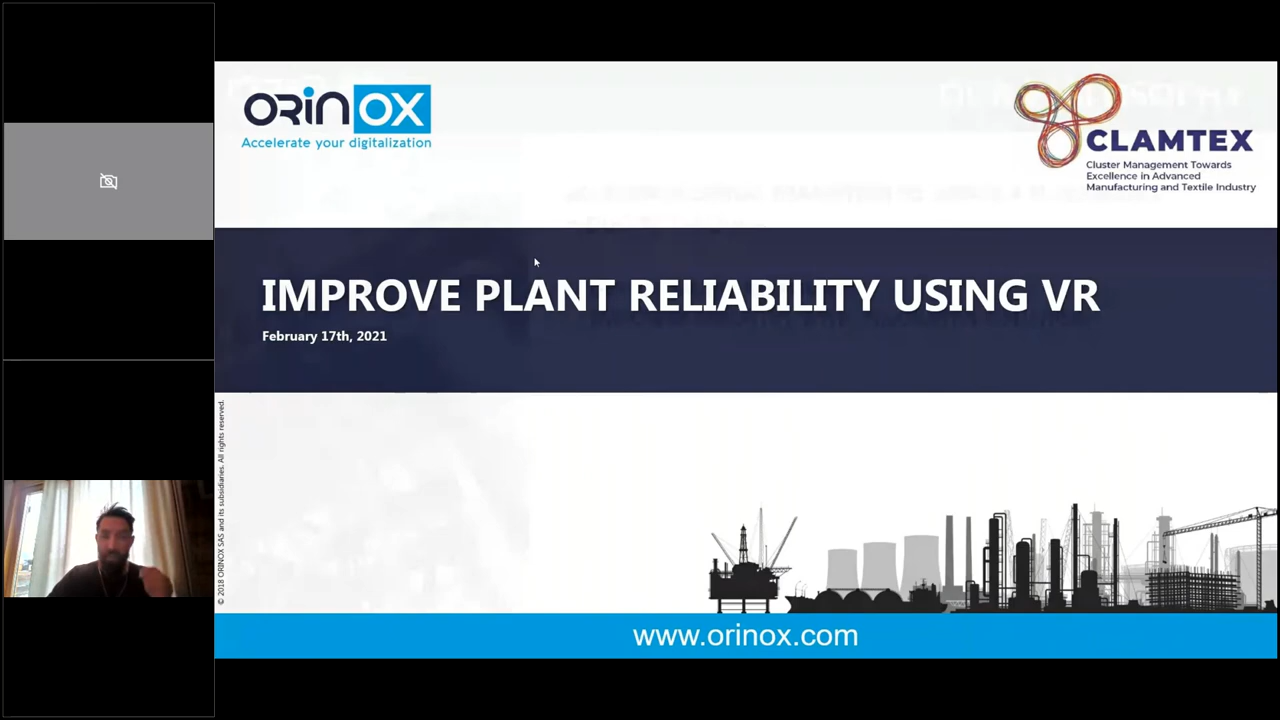 ORINOX
Accelerate your digitalization
CLAMTEX
Cluster Management Towards
Excellence in Advanced
Manufacturing and Textile Industry
IMPROVE PLANT RELIABILITY USING VR
February 17th, 2021
© 2018 ORINOX SAS and its subsidiaries. All rights reserved.
www.orinox.com